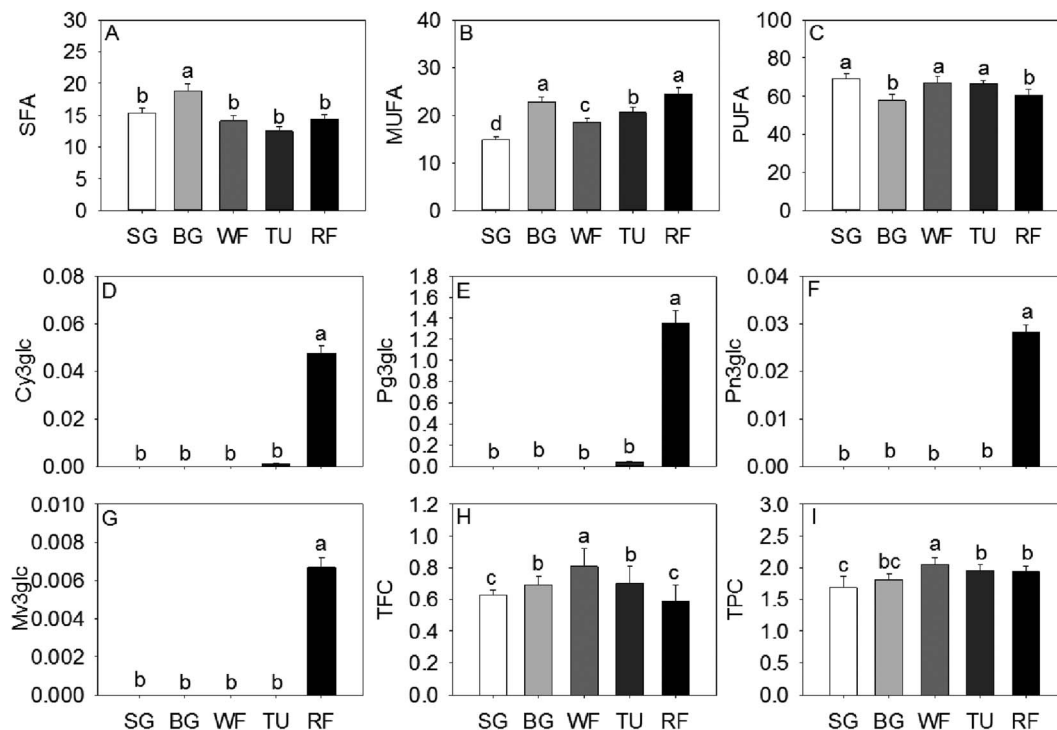 A
SFA
30
25
20
15
10
5
0
b a b b b
SG BG WF TU RF
B
MUFA
40
30
20
10
0
d a c b a
SG BG WF TU RF
C
PUFA
100
80
60
40
20
0
a b a a b
SG BG WF TU RF
D
Cy3glc
0.08
0.06
0.04
0.02
0.00
b b b b a
E
Pg3glc
1.8
1.6
1.4
1.2
1.0
0.8
0.6
0.4
0.2
0.0
b b b b a
F
Pn3glc
0.04
0.03
0.02
0.01
0.00
b b b b a
G
Mv3glc
0.010
0.008
0.006
0.004
0.002
0.000
b b b b a
SG BG WF TU RF
H
TFC
1.2
1.0
0.8
0.6
0.4
0.2
0.0
c b a b c
SG BG WF TU RF
I
TPC
3.0
2.5
2.0
1.5
1.0
0.5
0.0
c bc a b b
SG BG WF TU RF